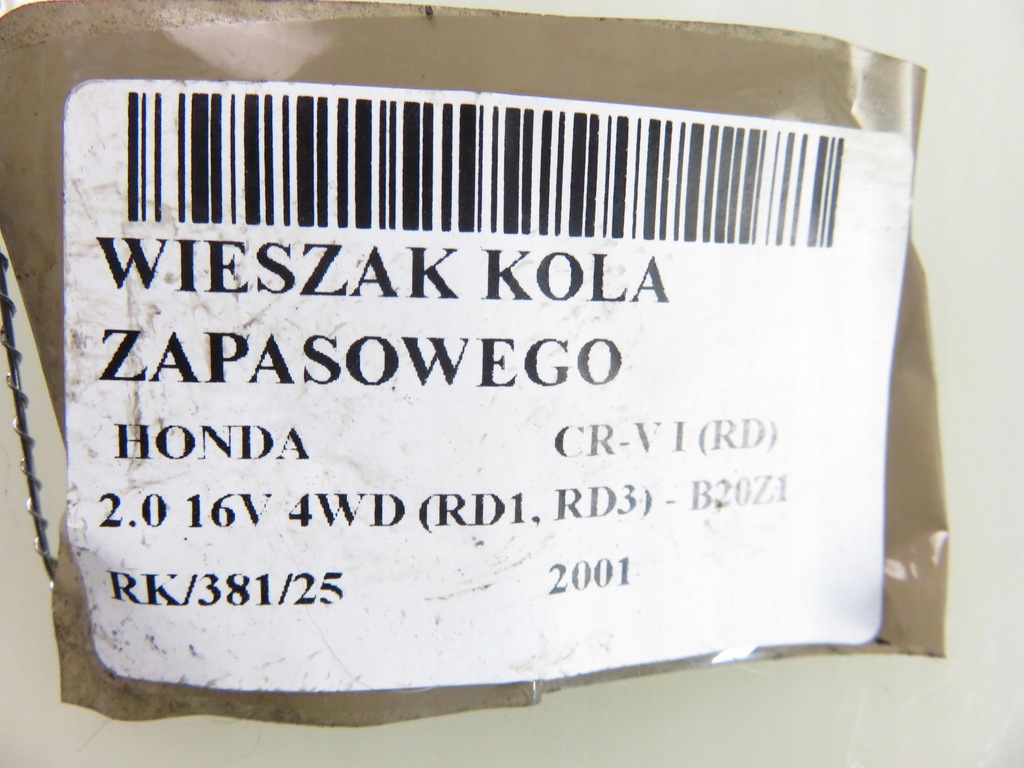 WIESZAK KOLA
ZAPASOWEGO
HONDA CR-V I (RD)
2.0 16V 4WD (RD1, RD3) - B20Z1
RK/381/25 2001